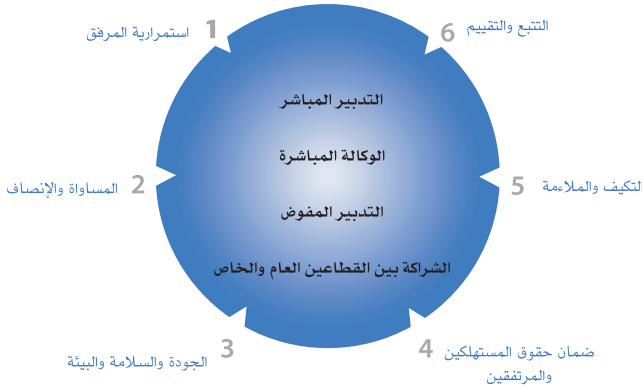 1 استمرارية المرفق
6 التتبع والتقييم
التدبير المباشر
الوكالة المباشرة
2 المساواة والإنصاف
5 لتكيف والملاءمة
التدبير المفوض
الشراكة بين القطاعين العام والخاص
3 الجودة والسلامة والبيئة
4 ضمان حقوق المستهلكين
والمرتفقين